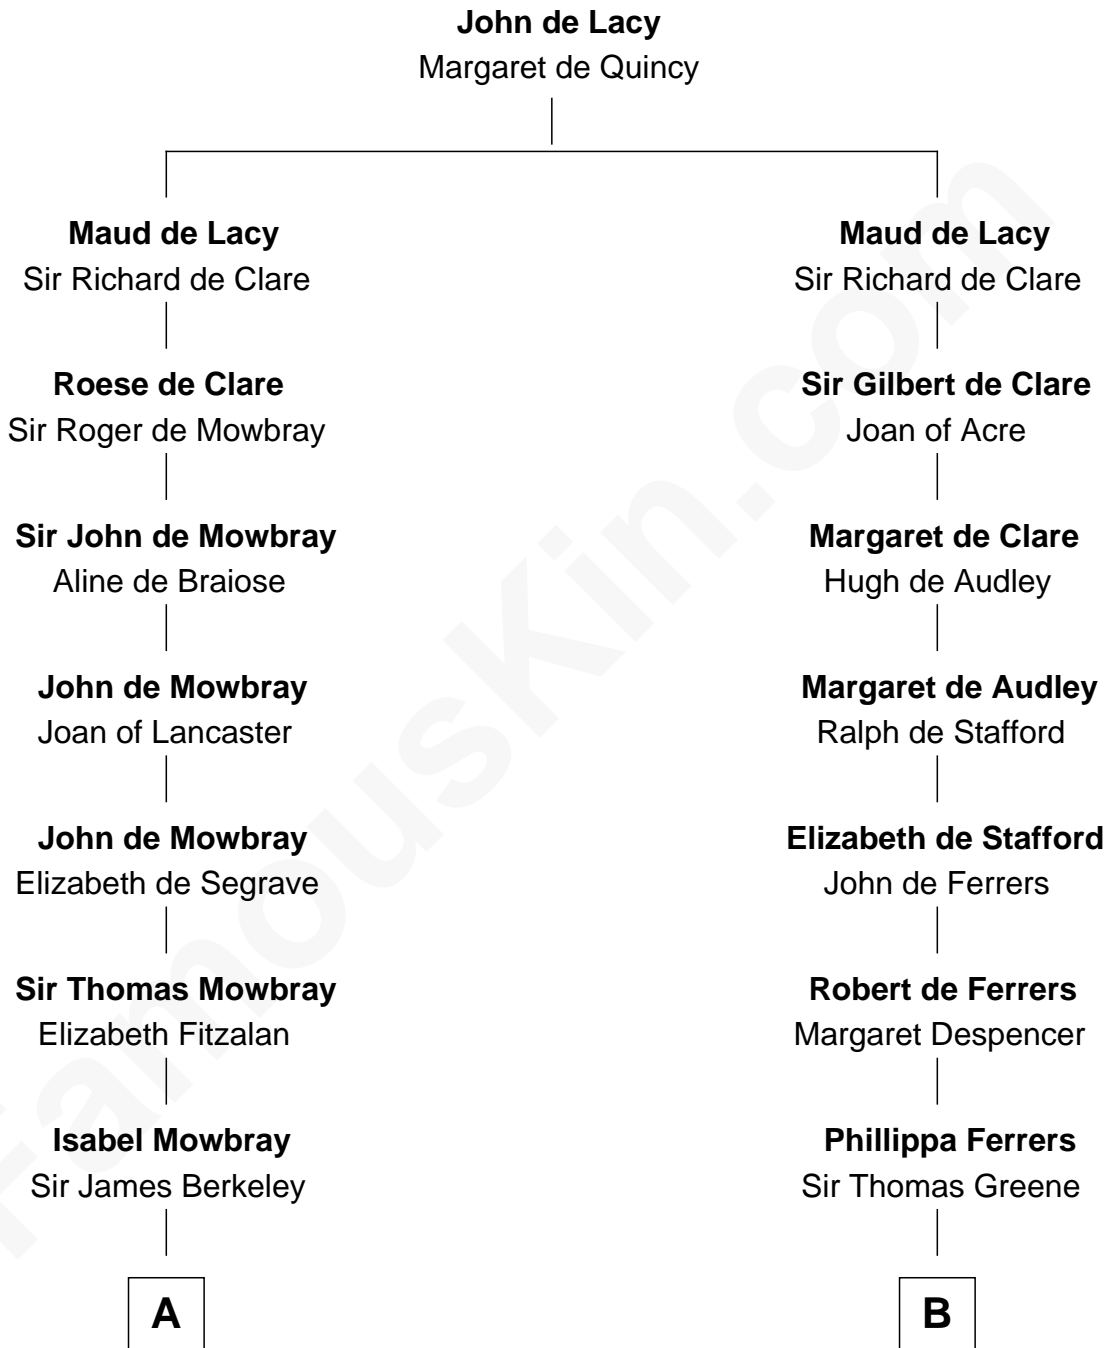 John de Lacy
Margaret de Quincy
Maud de Lacy
Sir Richard de Clare
Maud de Lacy
Sir Richard de Clare
Roese de Clare
Sir Roger de Mowbray
Sir Gilbert de Clare
Joan of Acre
Sir John de Mowbray
Aline de Braiose
Margaret de Clare
Hugh de Audley
John de Mowbray
Joan of Lancaster
Margaret de Audley
Ralph de Stafford
John de Mowbray
Elizabeth de Segrave
Elizabeth de Stafford
John de Ferrers
Sir Thomas Mowbray
Elizabeth Fitzalan
Robert de Ferrers
Margaret Despencer
Isabel Mowbray
Sir James Berkeley
Phillippa Ferrers
Sir Thomas Greene
A
B
FamousKin.com